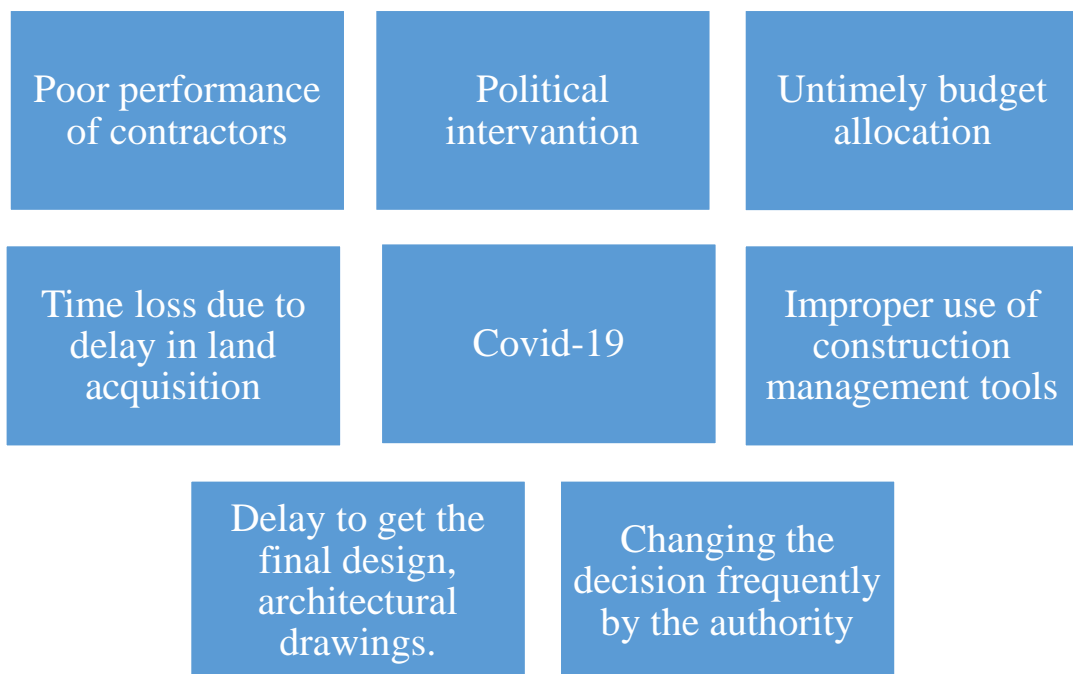 Poor performance
of contractors
Political
intervantion
Untimely budget
allocation
Time loss due to
delay in land
acquisition
Covid-19
Improper use of
construction
management tools
Delay to get the
final design,
architectural
drawings.
Changing the
decision frequently
by the authority